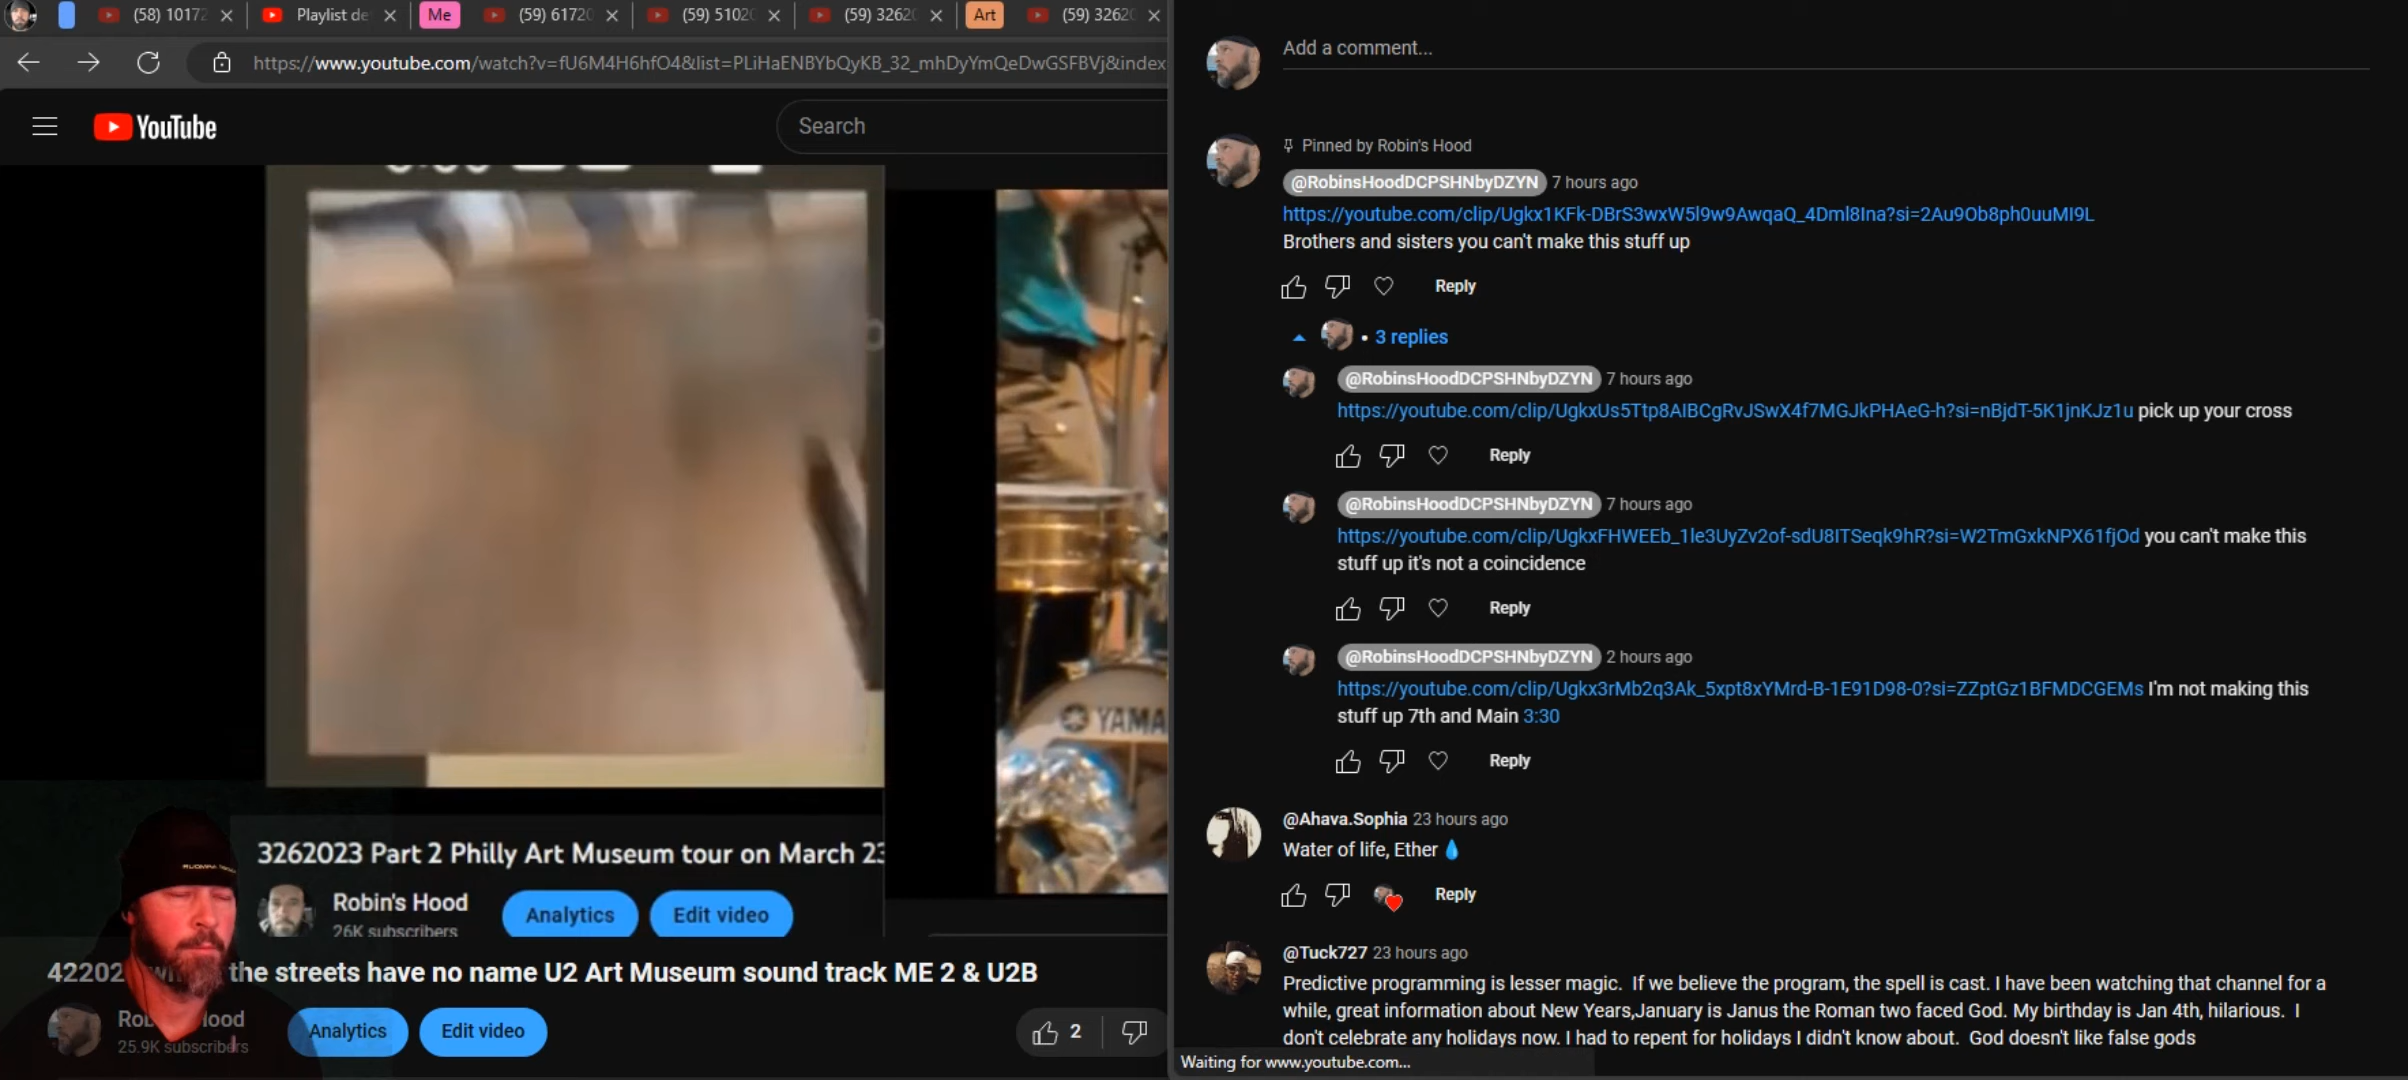 (58) 10172
Playlist de
Me
(59) 61720
(59) 51020
(59) 32620
Art
(59) 32620
https://www.youtube.com/watch?v=fU6M4H6hfO4&list=PLiHaENBYbQyKB_32_mhDyYmQeDwGSFBVj&index
YouTube
Search
YAMA
3262023 Part 2 Philly Art Museum tour on March 23
Robin's Hood
26K subscribers
Analytics
Edit video
the streets have no name U2 Art Museum sound track ME 2 & U2B
25.9K subscribers
Analytics
Edit video
2
Add a comment...
Pinned by Robin's Hood
@RobinsHoodDCPSHNbyDZYN 7 hours ago
https://youtube.com/clip/Ugkx1KFk-DBrS3wxW5l9w9AwqaQ_4Dml8Ina?si=2Au9Ob8ph0uuMI9L
Brothers and sisters you can't make this stuff up
Reply
3 replies
@RobinsHoodDCPSHNbyDZYN 7 hours ago
https://youtube.com/clip/UgkxUs5Ttp8AIBCgRvJSwX4f7MGJkPHAeG-h?si=nBjdT-5K1jnKJz1u pick up your cross
Reply
@RobinsHoodDCPSHNbyDZYN 7 hours ago
https://youtube.com/clip/UgkxFHWEEb_1le3UyZv2of-sdU8ITSeqk9hR?si=W2TmGxkNPX61fjOd you can't make this
stuff up it's not a coincidence
Reply
@RobinsHoodDCPSHNbyDZYN 2 hours ago
https://youtube.com/clip/Ugkx3rMb2q3Ak_5xpt8xYMrd-B-1E91D98-0?si=ZZptGz1BFMDCGEMs I'm not making this
stuff up 7th and Main 3:30
Reply
@Ahava.Sophia 23 hours ago
Water of life, Ether 💧
Reply
@Tuck727 23 hours ago
Predictive programming is lesser magic. If we believe the program, the spell is cast. I have been watching that channel for a
while, great information about New Years,January is Janus the Roman two faced God. My birthday is Jan 4th, hilarious. I
don't celebrate any holidays now. I had to repent for holidays I didn't know about. God doesn't like false gods
Waiting for www.youtube.com...